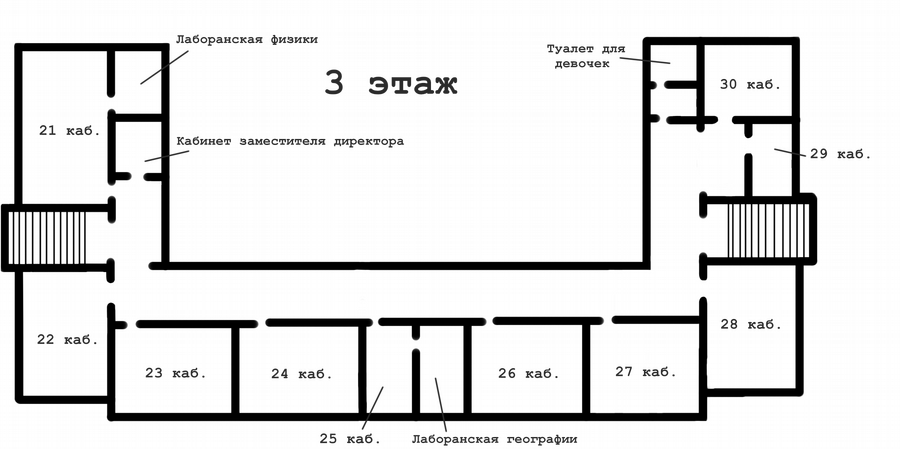 Лаборанская физики
Туалет для
девочек
3 этаж
30 каб.
21 каб.
Кабинет заместителя директора
29 каб.
22 каб.
28 каб.
23 каб.
24 каб.
26 каб.
27 каб.
25 каб.
Лаборанская географии